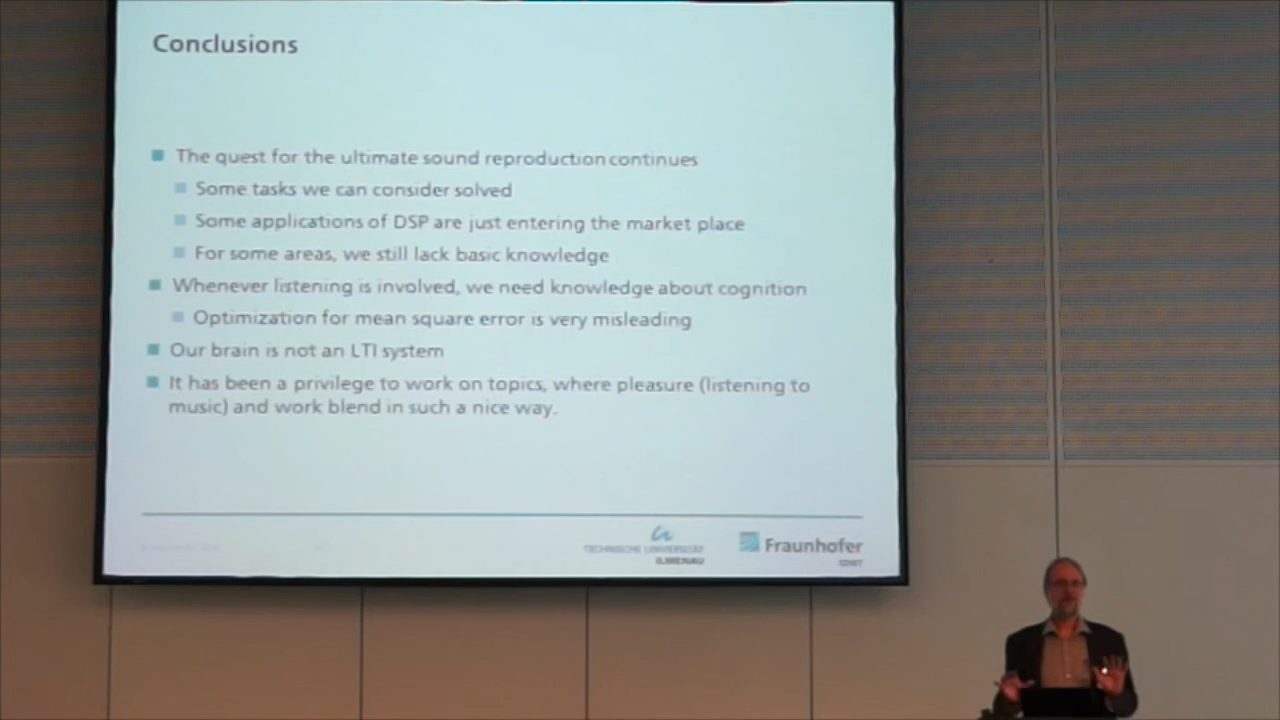 Conclusions
The quest for the ultimate sound reproduction continues
Some tasks we can consider solved
Some applications of DSP are just entering the market place
For some areas, we still lack basic knowledge
Whenever listening is involved, we need knowledge about cognition
Optimization for mean square error is very misleading
Our brain is not an LTI system
It has been a privilege to work on topics, where pleasure (listening to
music) and work blend in such a nice way.
TECHNISCHE UNIVERSITÄT
ILMENAU
Fraunhofer
IDMT